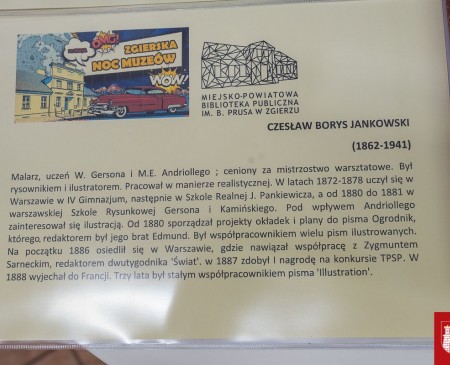 OMG!
ZGIERSKA
NOC MUZEÓW
WOW!
MIEJSKO-POWIATOWA
BIBLIOTEKA PUBLICZNA
IM. B. PRUSA W ZGIERZU
CZESŁAW BORYS JANKOWSKI
(1862-1941)
Malarz, uczeń W. Gersona i M.E. Andriollego ; ceniony za mistrzostwo warsztatowe. Był
rysownikiem i ilustratorem. Pracował w manierze realistycznej. W latach 1872-1878 uczył się w
Warszawie w IV Gimnazjum, następnie w Szkole Realnej J. Pankiewicza, a od 1880 do 1881 w
warszawskiej Szkole Rysunkowej Gersona i Kamińskiego. Pod wpływem Andriollego
zainteresował się ilustracją. Od 1880 sporządzał projekty okładek i plany do pisma Ogrodnik,
którego, redaktorem był jego brat Edmund. Był współpracownikiem wielu pism ilustrowanych.
Na początku 1886 osiedlił się w Warszawie, gdzie nawiązał współpracę z Zygmuntem
Sarneckim, redaktorem dwutygodnika 'Świat'. w 1887 zdobył I nagrodę na konkursie TPSP. W
1888 wyjechał do Francji. Trzy lata był stałym współpracownikiem pisma 'Illustration'.